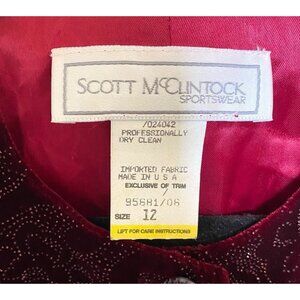 SCOTT McCLINTOCK
SPORTSWEAR
/024042
PROFESSIONALLY
DRY CLEAN
IMPORTED FABRIC
MADE IN U S A
EXCLUSIVE OF TRIM
/
95681/06
SIZE 12
LIFT FOR CARE INSTRUCTIONS